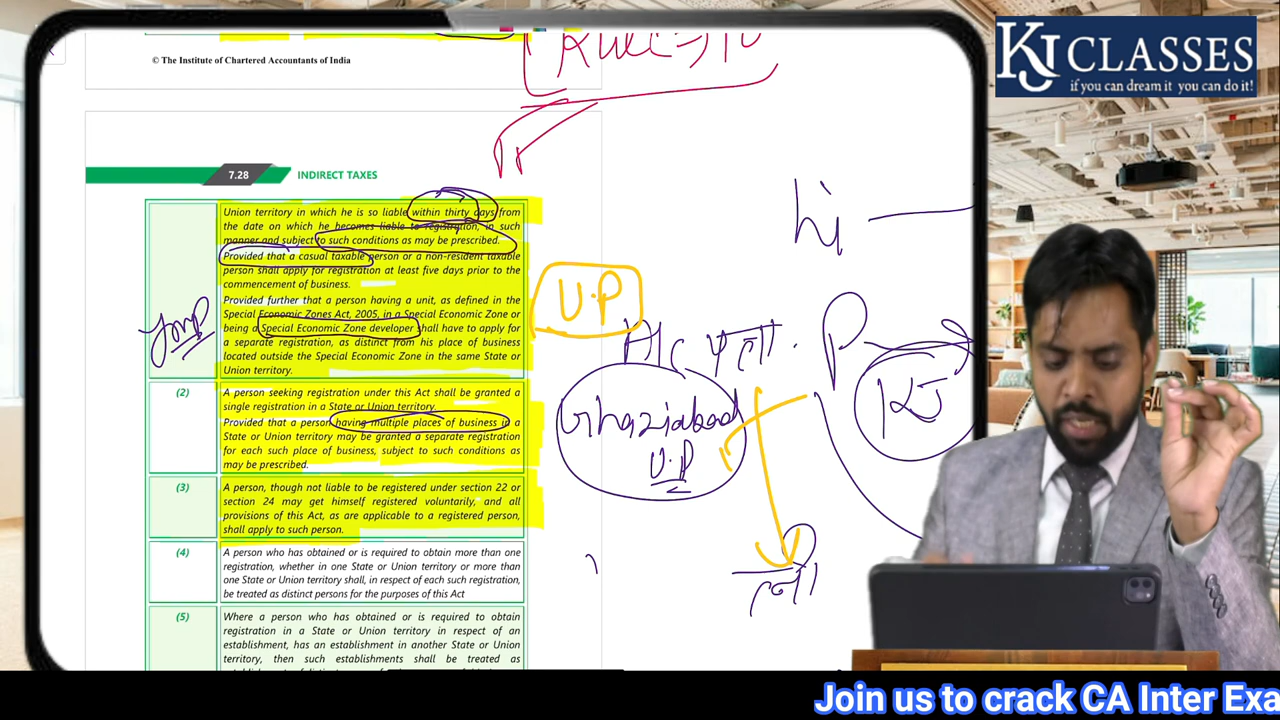 © The Institute of Chartered Accountants of India
KJ CLASSES
if you can dream it you can do it!
7.28 INDIRECT TAXES
Union territory in which he is so liable within thirty days from
the date on which he becomes liable to registration, in such
manner and subject to such conditions as may be prescribed.
Provided that a casual taxable person or a non-resident taxable
person shall apply for registration at least five days prior to the
commencement of business.
Provided further that a person having a unit, as defined in the
Special Economic Zones Act, 2005, in a Special Economic Zone or
being a Special Economic Zone developer shall have to apply for
a separate registration, as distinct from his place of business
located outside the Special Economic Zone in the same State or
Union territory.
Imp
(2) A person seeking registration under this Act shall be granted a
single registration in a State or Union territory.
Provided that a person having multiple places of business in a
State or Union territory may be granted a separate registration
for each such place of business, subject to such conditions as
may be prescribed.
(3) A person, though not liable to be registered under section 22 or
section 24 may get himself registered voluntarily, and all
provisions of this Act, as are applicable to a registered person,
shall apply to such person.
(4) A person who has obtained or is required to obtain more than one
registration, whether in one State or Union territory or more than
one State or Union territory shall, in respect of each such registration,
be treated as distinct persons for the purposes of this Act
(5) Where a person who has obtained or is required to obtain
registration in a State or Union territory in respect of an
establishment, has an establishment in another State or Union
territory, then such establishments shall be treated as
hi
U.P
P
KJ
Ghaziabad
U.P
Join us to crack CA Inter Exa